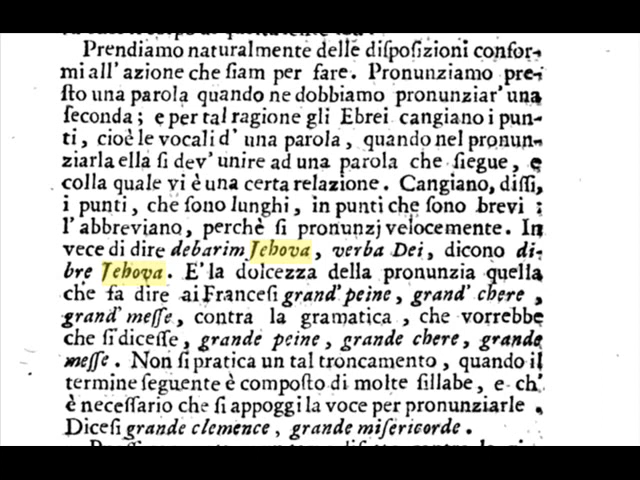 Prendiamo naturalmente delle disposizioni confor-
mi all' azione che siam per fare. Pronunziamo pre-
sto una parola quando ne dobbiamo pronunziar' una
seconda; e per tal ragione gli Ebrei cangiano i pun-
ti, cioè le vocali d' una parola, quando nel pronun-
ziarla ella si dev' unire ad una parola che siegue, e
colla quale vi è una certa relazione. Cangiano, dissi,
i punti, che sono lunghi, in punti che sono brevi;
l'abbreviano, perchè si pronunzj velocemente. In
vece di dire debarim Jehova, verba Dei, dicono di-
bre Jehova. E' la dolcezza della pronunzia quella
che fa dire ai Francesi grand' peine, grand' chere,
grand' messe, contra la gramatica, che vorrebbe
che si dicesse, grande peine, grande chere, grande
messe. Non si pratica un tal troncamento, quando il
termine seguente è composto di molte sillabe, e ch'
è necessario che si appoggi la voce per pronunziarle.
Dicesi grande clemence, grande misericorde.